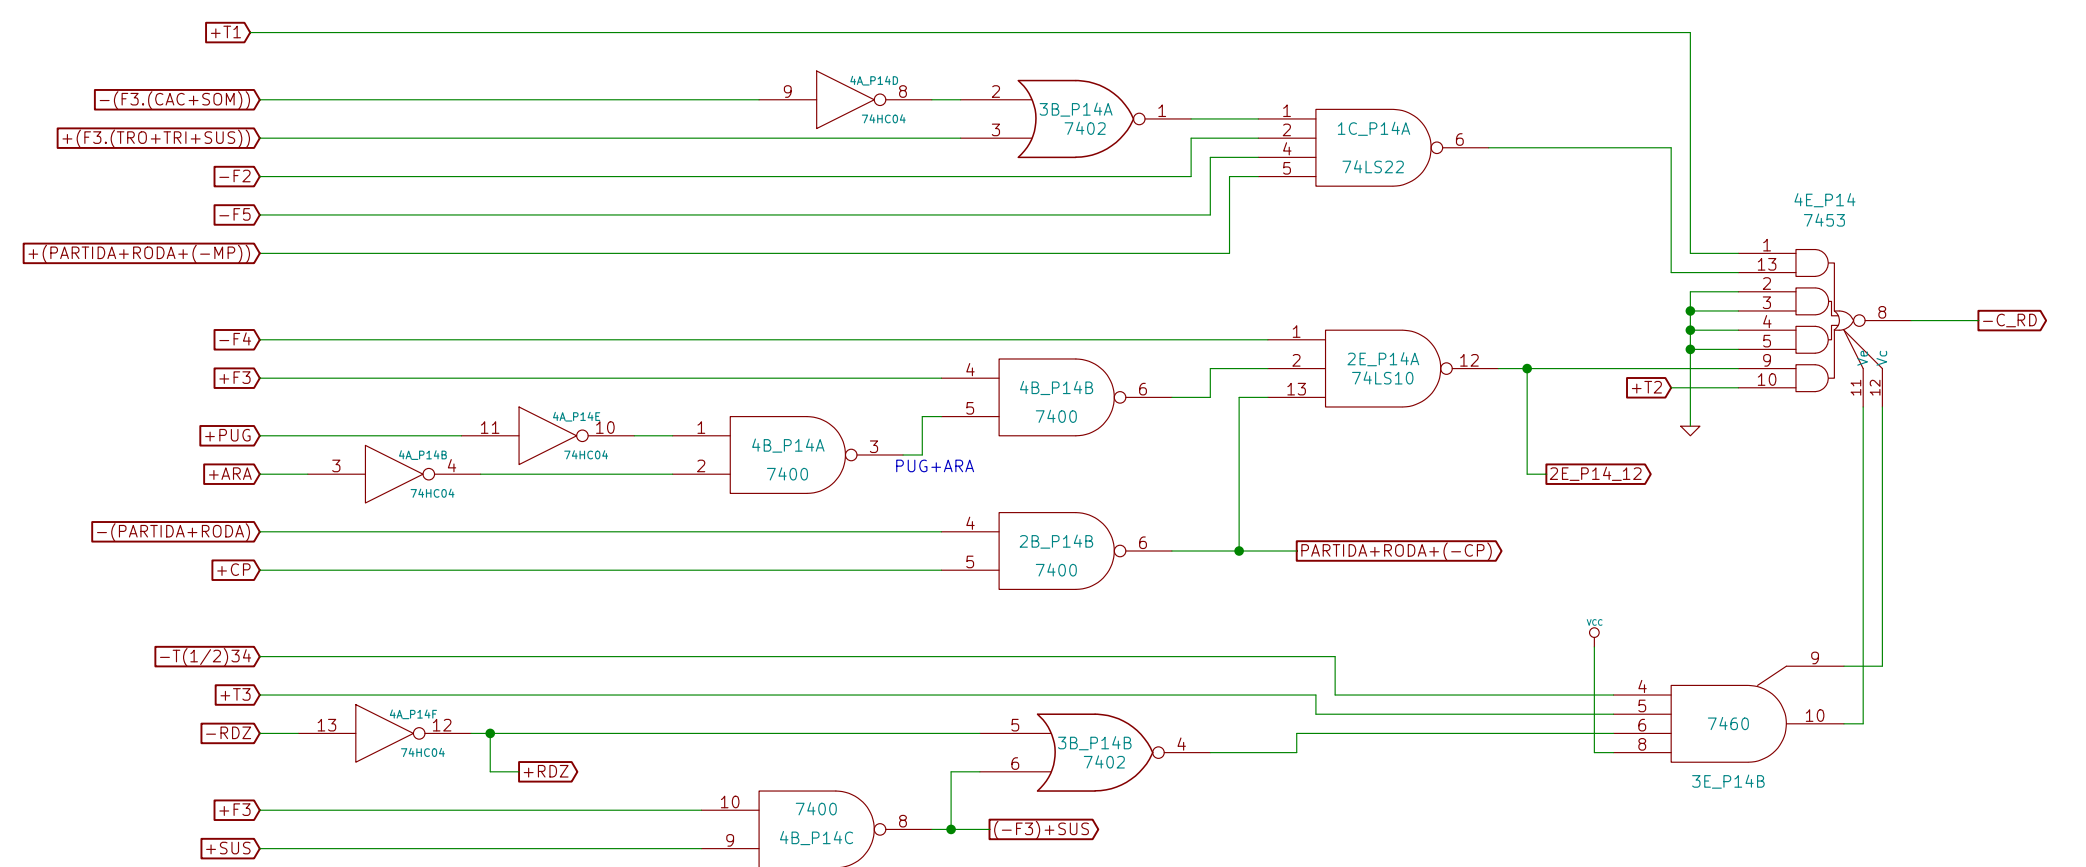 +T1
-(F3.(CAC+SOM))
9
4A_P14D
8
74HC04
2
3B_P14A
7402
1
+(F3.(TRO+TRI+SUS))
3
1
2
4
5
1C_P14A
74LS22
6
-F2
-F5
+(PARTIDA+RODA+(-MP))
4E_P14
7453
1
13
2
3
4
5
9
10
8
-C_RD
Ve
Vc
11
12
+T2
-F4
1
2
13
2E_P14A
74LS10
12
2E_P14_12
+F3
4
5
4B_P14B
7400
6
+PUG
11
4A_P14E
10
74HC04
+ARA
3
4A_P14B
4
74HC04
1
2
4B_P14A
7400
3
PUG+ARA
-(PARTIDA+RODA)
+CP
4
5
2B_P14B
7400
6
PARTIDA+RODA+(-CP)
-T(1/2)34
+T3
VCC
4
5
6
8
7460
9
10
3E_P14B
-RDZ
13
4A_P14F
12
74HC04
+RDZ
5
6
3B_P14B
7402
4
+F3
+SUS
10
9
7400
4B_P14C
8
(-F3)+SUS